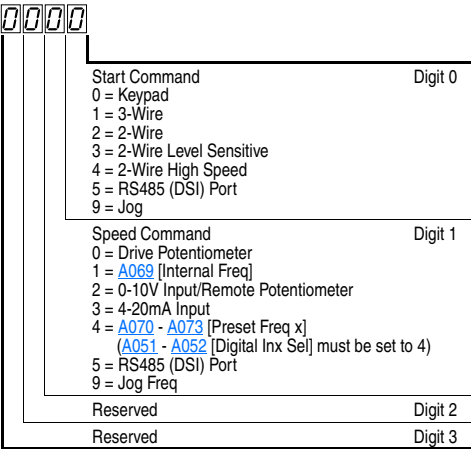 0000
Start Command Digit 0
0 = Keypad
1 = 3-Wire
2 = 2-Wire
3 = 2-Wire Level Sensitive
4 = 2-Wire High Speed
5 = RS485 (DSI) Port
9 = Jog
Speed Command Digit 1
0 = Drive Potentiometer
1 = A069 [Internal Freq]
2 = 0-10V Input/Remote Potentiometer
3 = 4-20mA Input
4 = A070 - A073 [Preset Freq x]
(A051 - A052 [Digital Inx Sel] must be set to 4)
5 = RS485 (DSI) Port
9 = Jog Freq
Reserved Digit 2
Reserved Digit 3